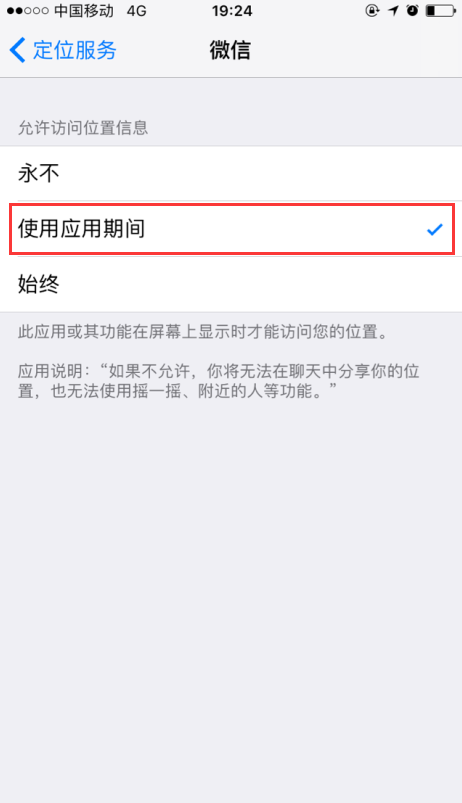 中国移动 4G 19:24
定位服务 微信
允许访问位置信息
永不
使用应用期间
始终
此应用或其功能在屏幕上显示时才能访问您的位置。
应用说明：“如果不允许，你将无法在聊天中分享你的位
置，也无法使用摇一摇、附近的人等功能。”